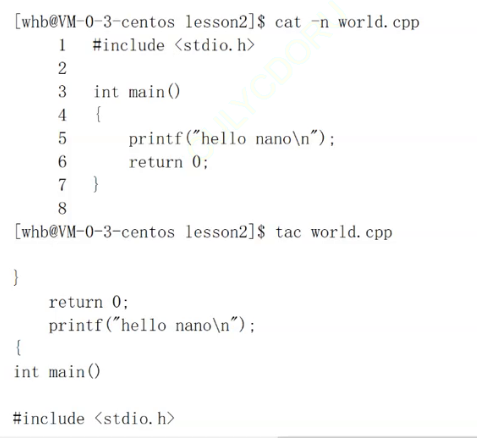 [whb@VM-0-3-centos lesson2]$ cat -n world.cpp
     1  #include <stdio.h>
     2
     3  int main()
     4  {
     5      printf("hello nano\n");
     6      return 0;
     7  }
     8
[whb@VM-0-3-centos lesson2]$ tac world.cpp

}
    return 0;
    printf("hello nano\n");
{
int main()

#include <stdio.h>